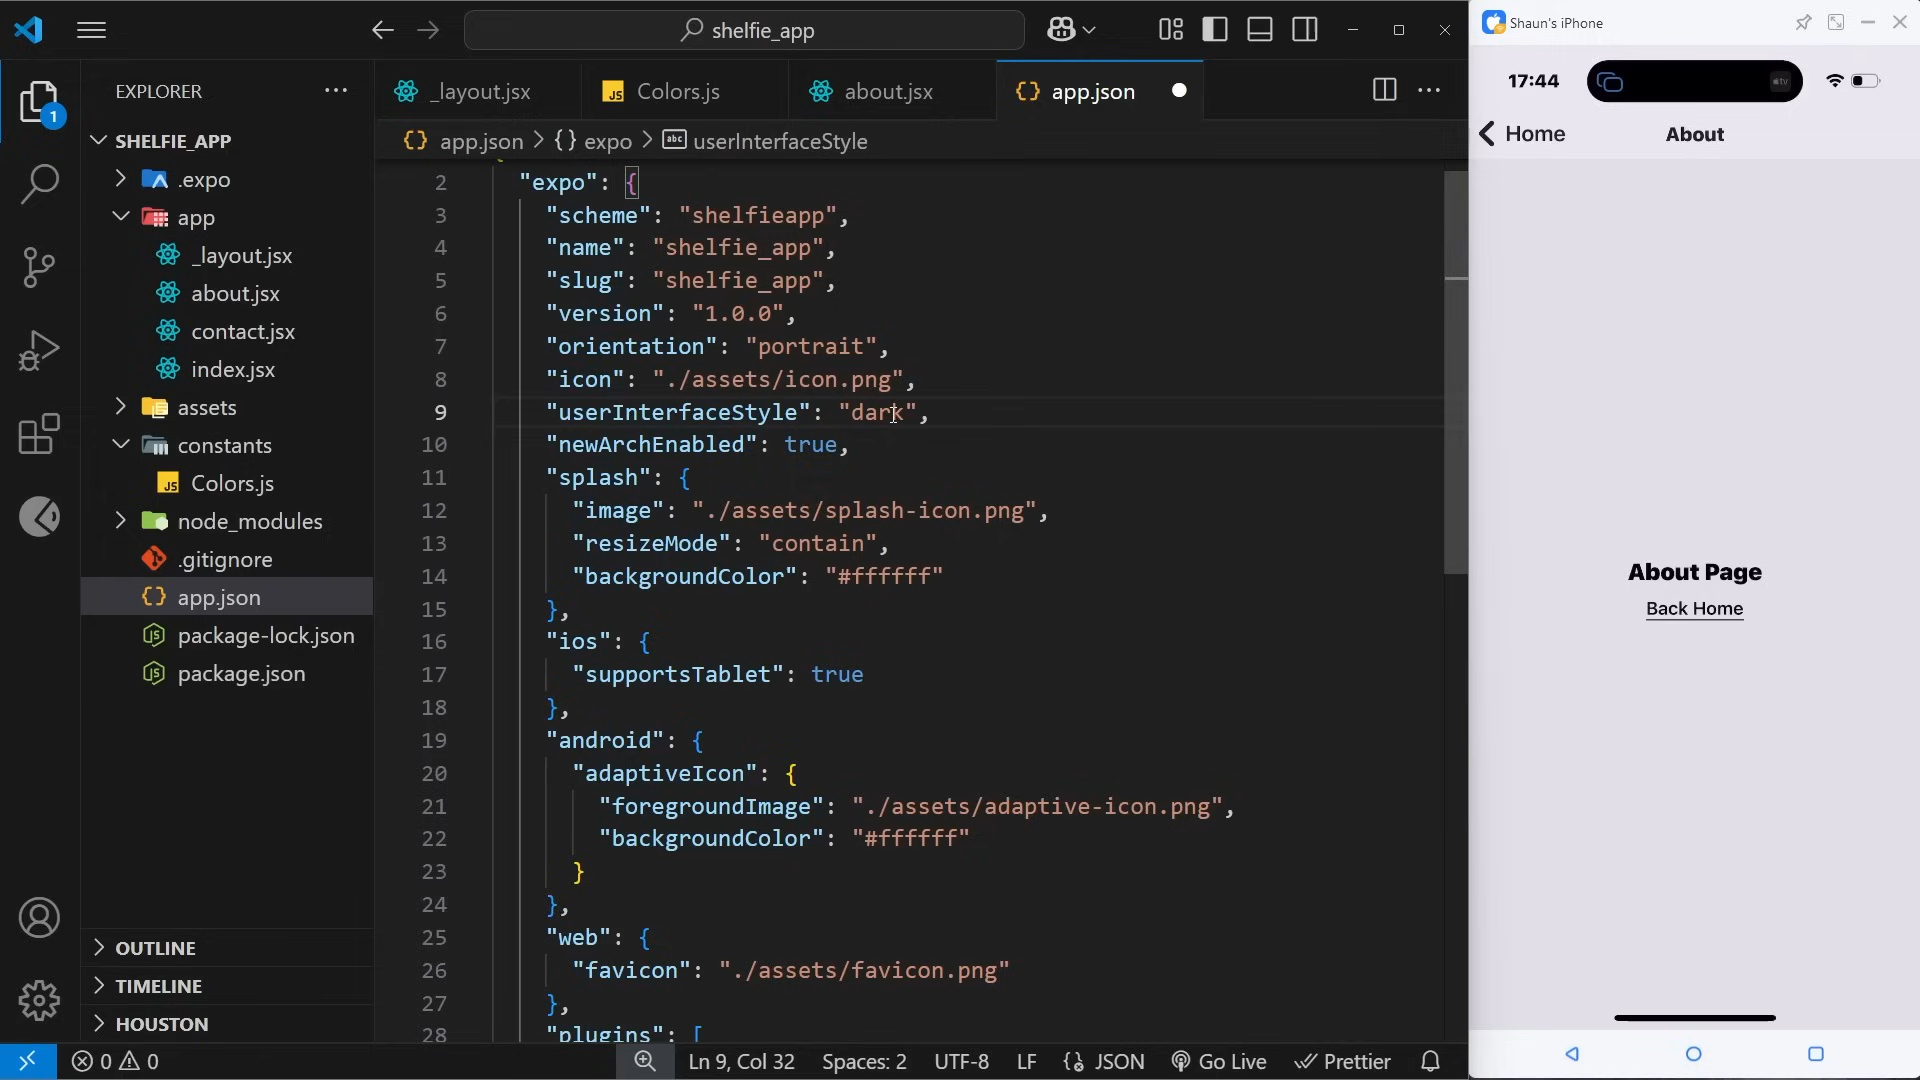 shelfie_app
Shaun's iPhone
EXPLORER
1
SHELFIE_APP
.expo
app
_layout.jsx
about.jsx
contact.jsx
index.jsx
assets
constants
JS Colors.js
node_modules
.gitignore
{} app.json
package-lock.json
package.json
OUTLINE
TIMELINE
HOUSTON
_layout.jsx
JS Colors.js
about.jsx
{} app.json
{} app.json > {} expo > abc userInterfaceStyle
2 "expo": {
3 "scheme": "shelfieapp",
4 "name": "shelfie_app",
5 "slug": "shelfie_app",
6 "version": "1.0.0",
7 "orientation": "portrait",
8 "icon": "./assets/icon.png",
9 "userInterfaceStyle": "dark",
10 "newArchEnabled": true,
11 "splash": {
12 "image": "./assets/splash-icon.png",
13 "resizeMode": "contain",
14 "backgroundColor": "#ffffff"
15 },
16 "ios": {
17 "supportsTablet": true
18 },
19 "android": {
20 "adaptiveIcon": {
21 "foregroundImage": "./assets/adaptive-icon.png",
22 "backgroundColor": "#ffffff"
23 }
24 },
25 "web": {
26 "favicon": "./assets/favicon.png"
27 },
28 "plugins": [
17:44
tv
Home
About
About Page
Back Home
0 0
Ln 9, Col 32
Spaces: 2
UTF-8
LF
{} JSON
Go Live
Prettier